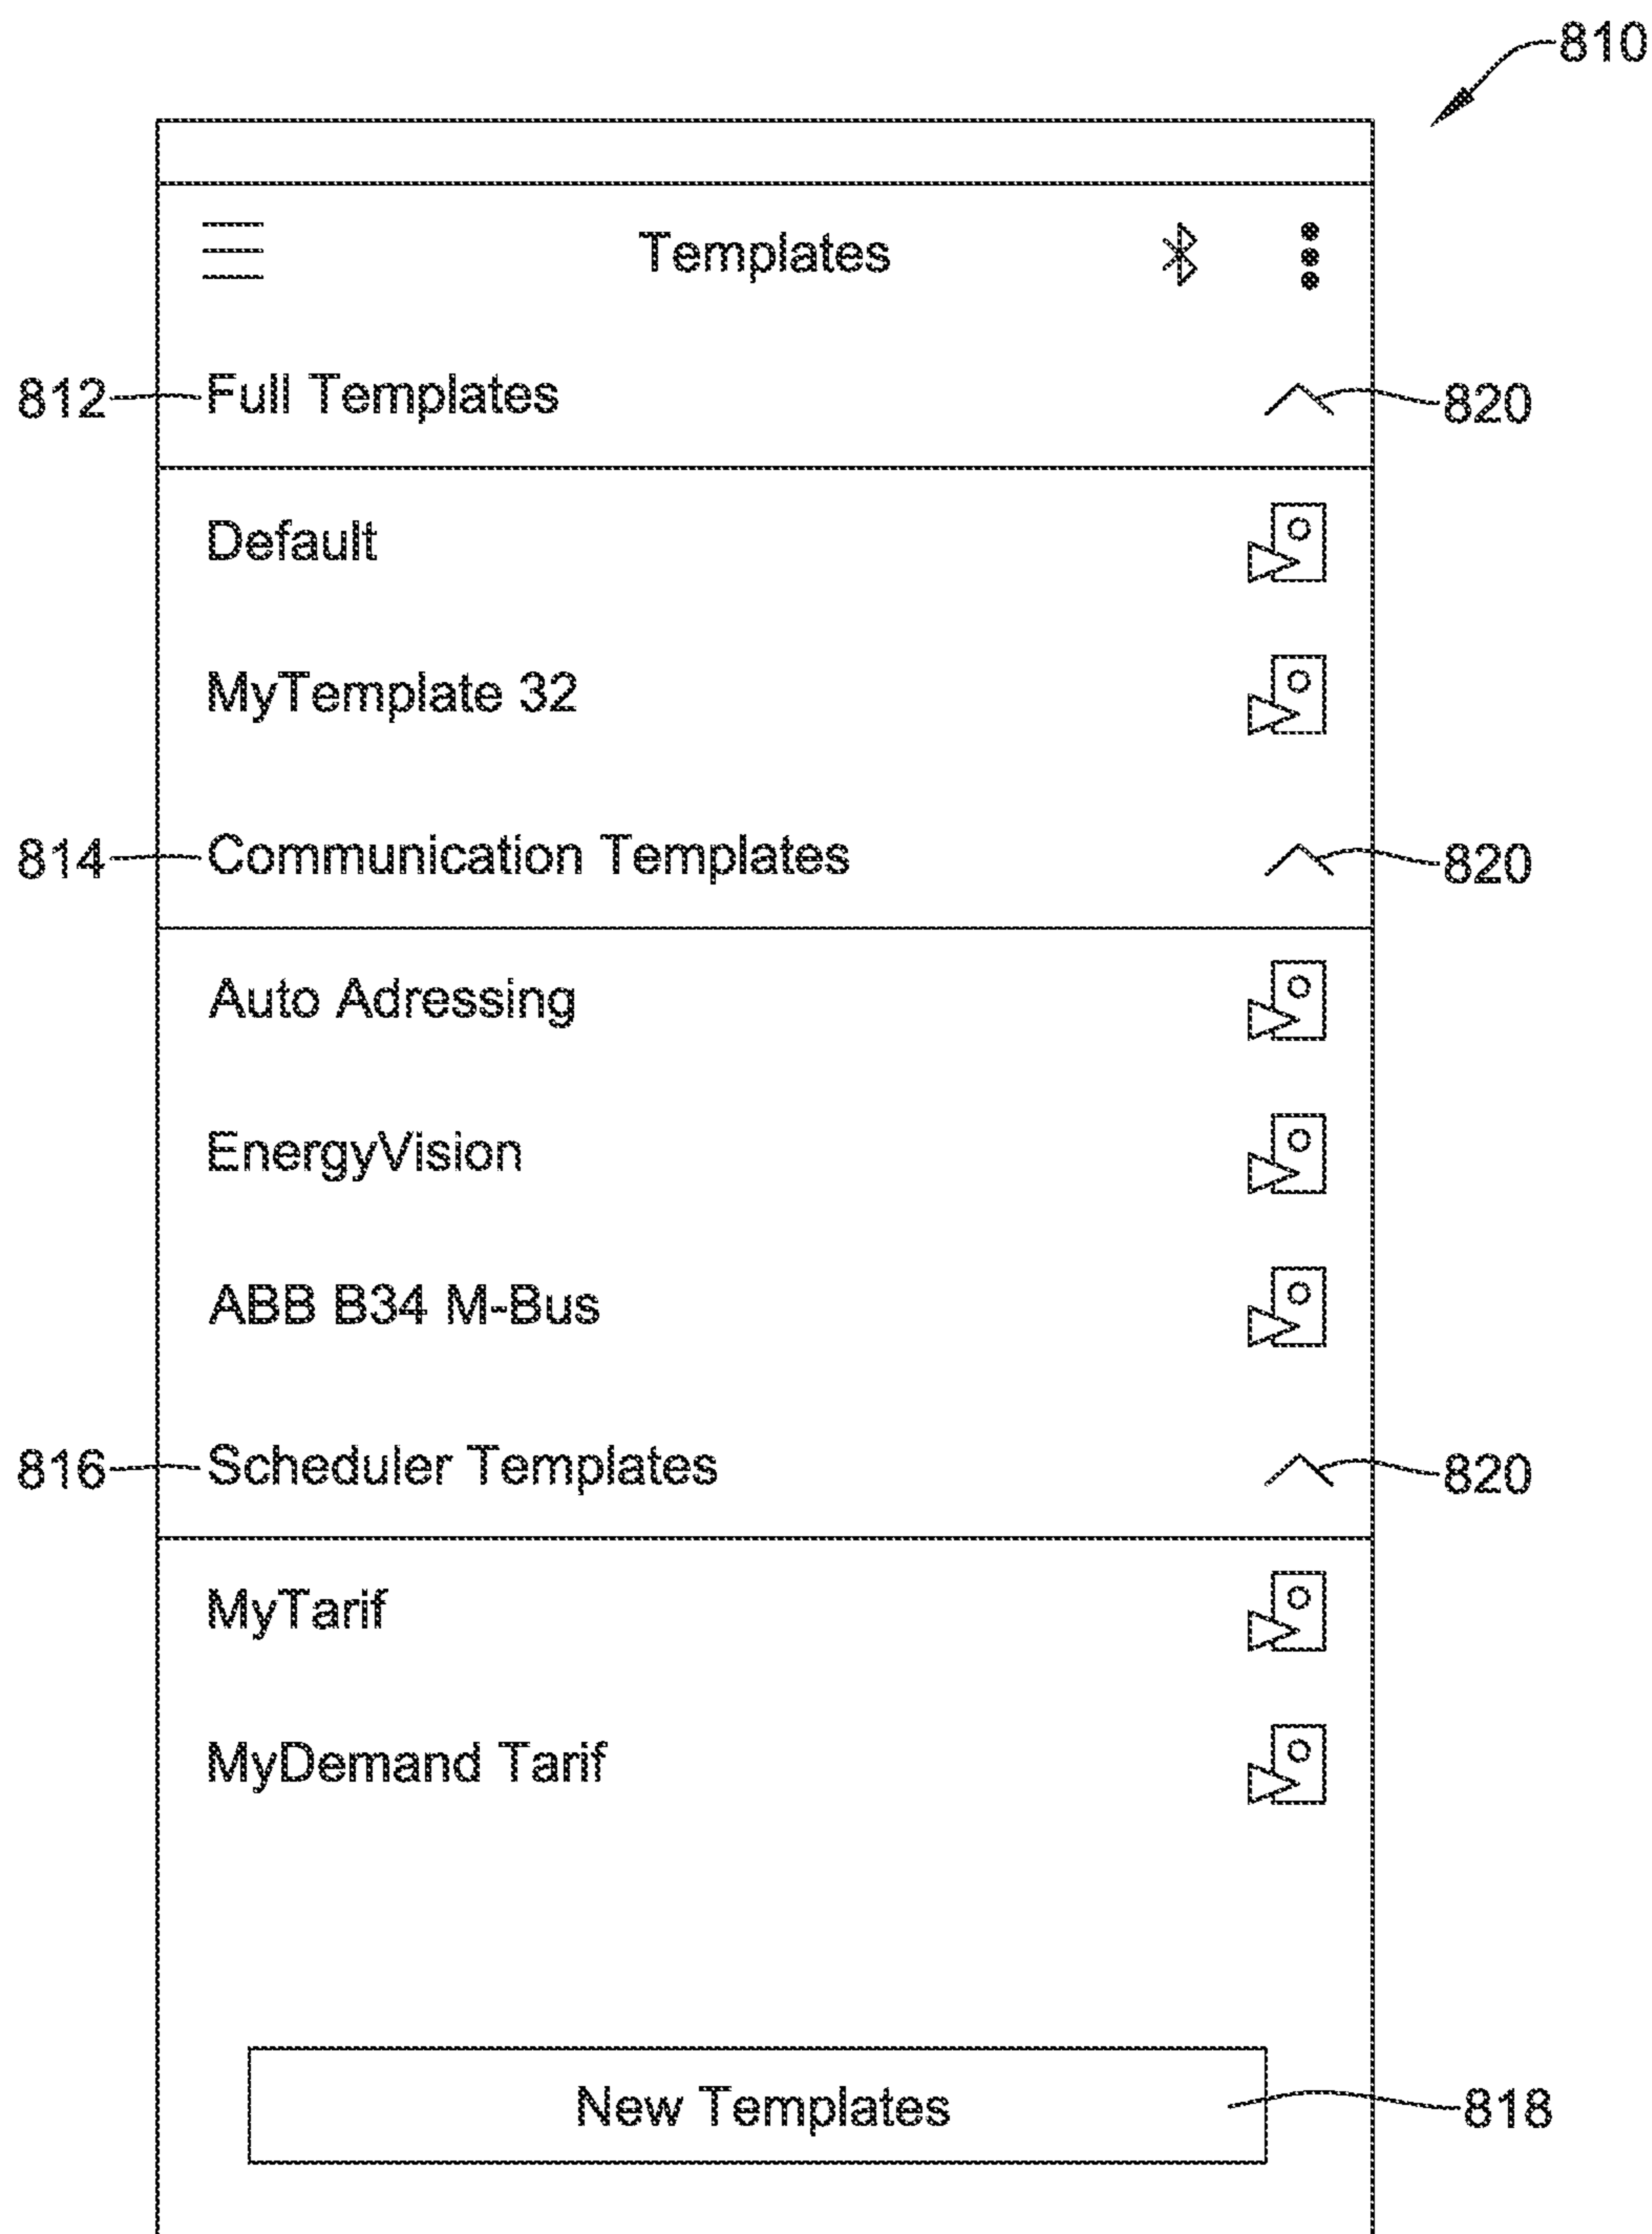 810
Templates
812 Full Templates 820
Default
MyTemplate 32
814 Communication Templates 820
Auto Adressing
EnergyVision
ABB B34 M-Bus
816 Scheduler Templates 820
MyTarif
MyDemand Tarif
New Templates 818